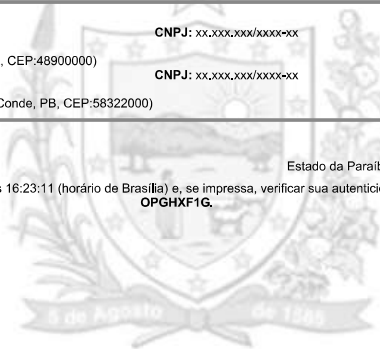 CNPJ: xx.xxx.xxx/xxxx-xx
, CEP:48900000)
CNPJ: xx.xxx.xxx/xxxx-xx
Conde, PB, CEP:58322000)
Estado da Paraíb
s 16:23:11 (horário de Brasília) e, se impressa, verificar sua autentici
OPGHXF1G.
5 de Agosto de 1585